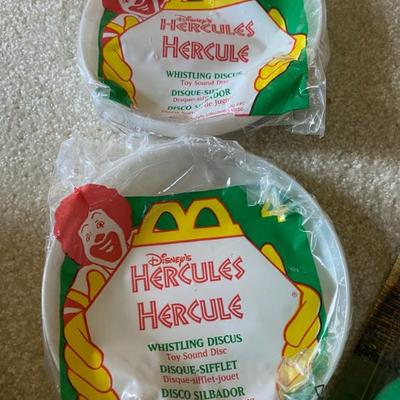 Disney's
HERCULES
HERCULE
WHISTLING DISCUS
Toy Sound Disc
DISQUE-SIFFLET
DISCO SILBADOR
Disney's
HERCULES
HERCULE
®
WHISTLING DISCUS
Toy Sound Disc
DISQUE-SIFFLET
Disque-sifflet-jouet
DISCO SILBADOR